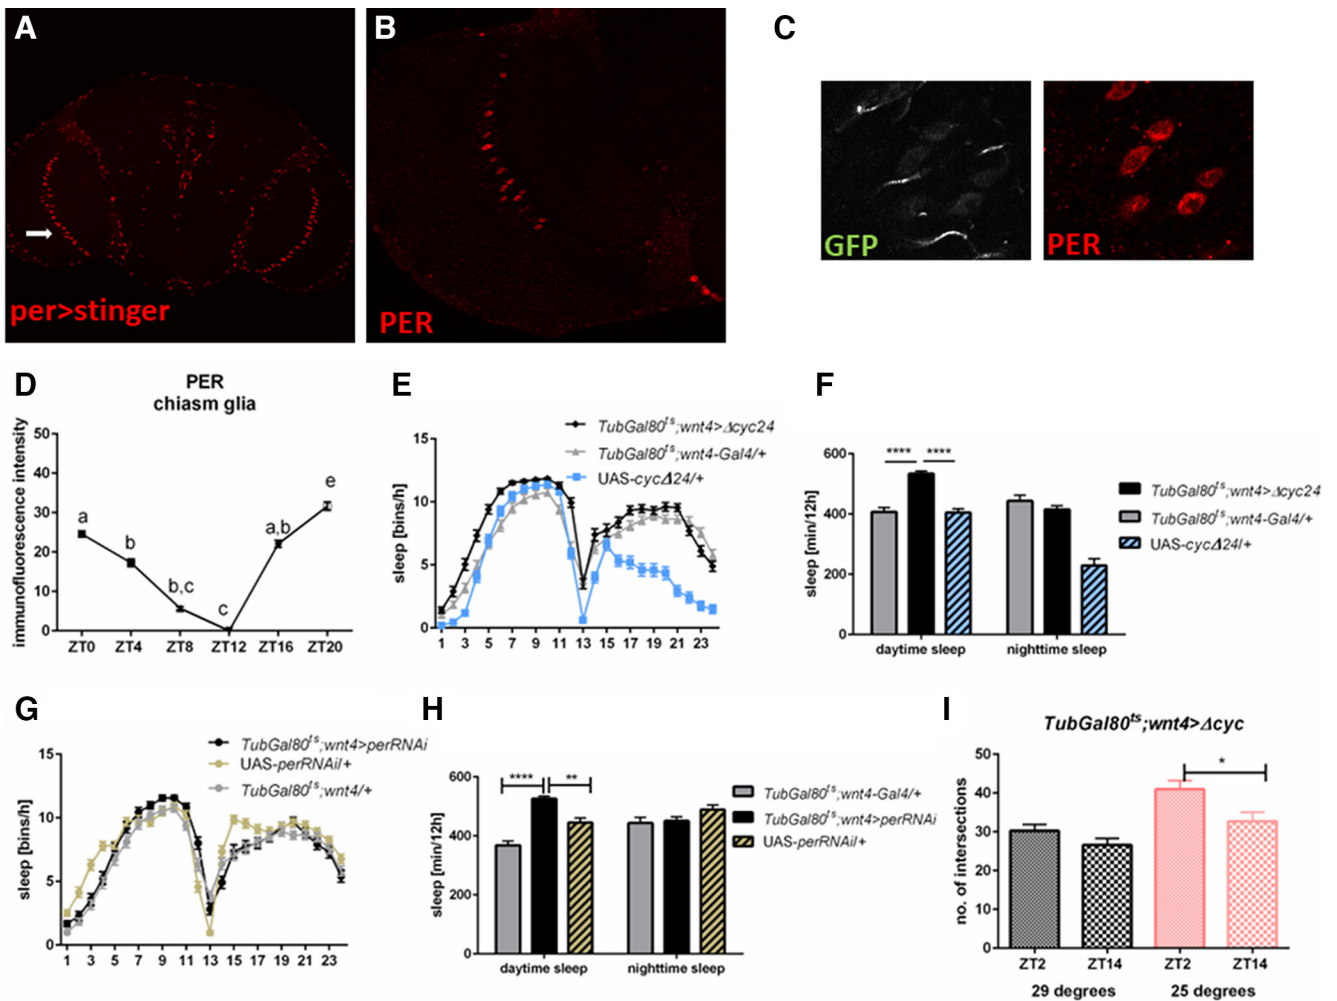 A
B
C
per>stinger
PER
GFP
PER
D
PER
chiasm glia
immunofluorescence intensity
50
40
30
20
10
0
a
b
b,c
c
a,b
e
ZT0 ZT4 ZT8 ZT12 ZT16 ZT20
E
TubGal80ts;wnt4>Δcyc24
TubGal80ts;wnt4-Gal4/+
UAS-cycΔ24/+
sleep [bins/h]
15
10
5
0
1 3 5 7 9 11 13 15 17 19 21 23
F
sleep [min/12h]
600
400
200
0
**** ****
daytime sleep nighttime sleep
TubGal80ts;wnt4>Δcyc24
TubGal80ts;wnt4-Gal4/+
UAS-cycΔ24/+
G
TubGal80ts;wnt4>perRNAi
UAS-perRNAi/+
TubGal80ts;wnt4/+
sleep [bins/h]
15
10
5
0
1 3 5 7 9 11 13 15 17 19 21 23
H
sleep [min/12h]
600
400
200
0
**** **
daytime sleep nighttime sleep
TubGal80ts;wnt4-Gal4/+
TubGal80ts;wnt4>perRNAi
UAS-perRNAi/+
I
TubGal80ts;wnt4>Δcyc
no. of intersections
50
40
30
20
10
0
*
ZT2 ZT14 ZT2 ZT14
29 degrees 25 degrees